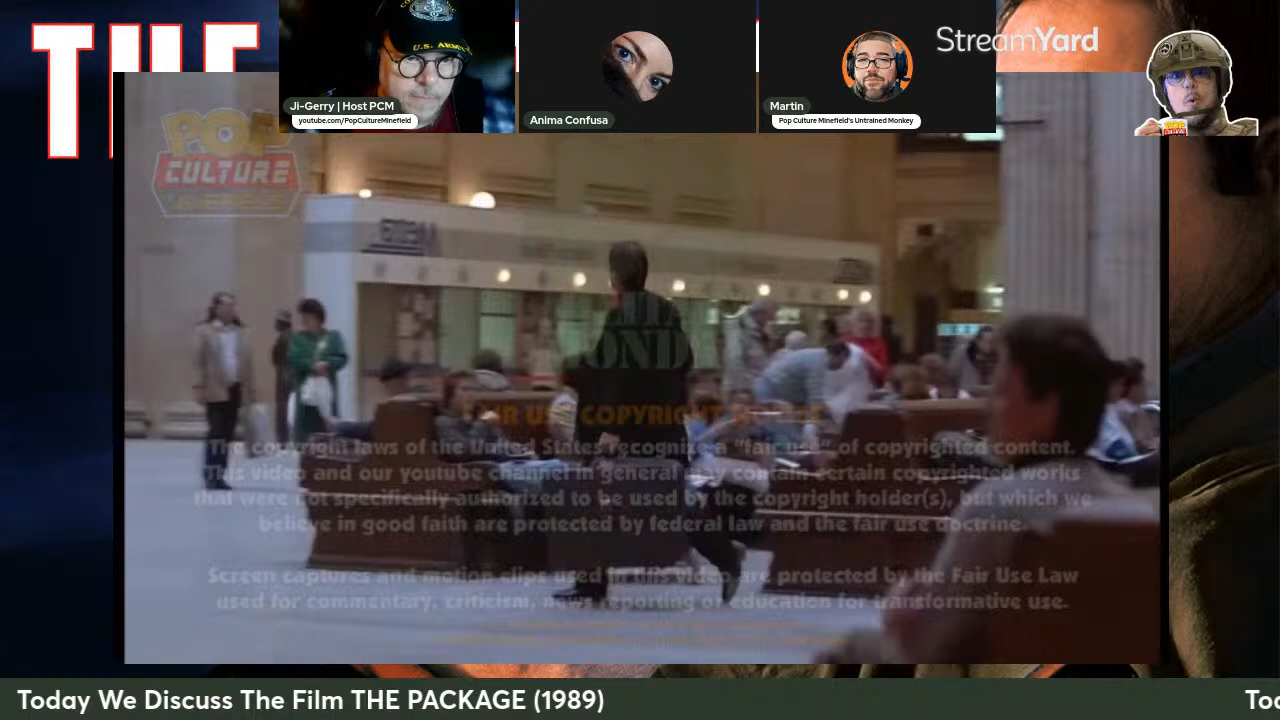 THE
StreamYard
U.S. ARMY
Ji-Gerry | Host PCM
youtube.com/PopCultureMinefield
Anima Confusa
Martin
Pop Culture Minefield's Untrained Monkey
POP
CULTURE
FAIR USE COPYRIGHT
The copyright laws of the United States recognize a "fair use" of copyrighted content.
This video and our youtube channel in general may contain certain copyrighted works
that were not specifically authorized to be used by the copyright holder(s), but which we
believe in good faith are protected by federal law and the fair use doctrine.
Screen captures and motion clips used in this video are protected by the Fair Use Law
used for commentary, criticism, news reporting or education for transformative use.
Today We Discuss The Film THE PACKAGE (1989)